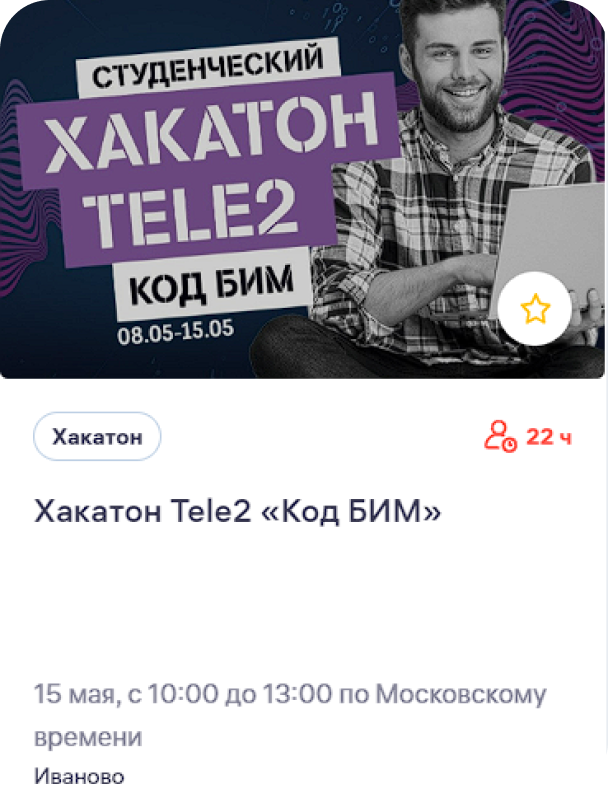 СТУДЕНЧЕСКИЙ
ХАКАТОН
TELE2
КОД БИМ
08.05-15.05
Хакатон
22 ч
Хакатон Tele2 «Код БИМ»
15 мая, с 10:00 до 13:00 по Московскому
времени
Иваново